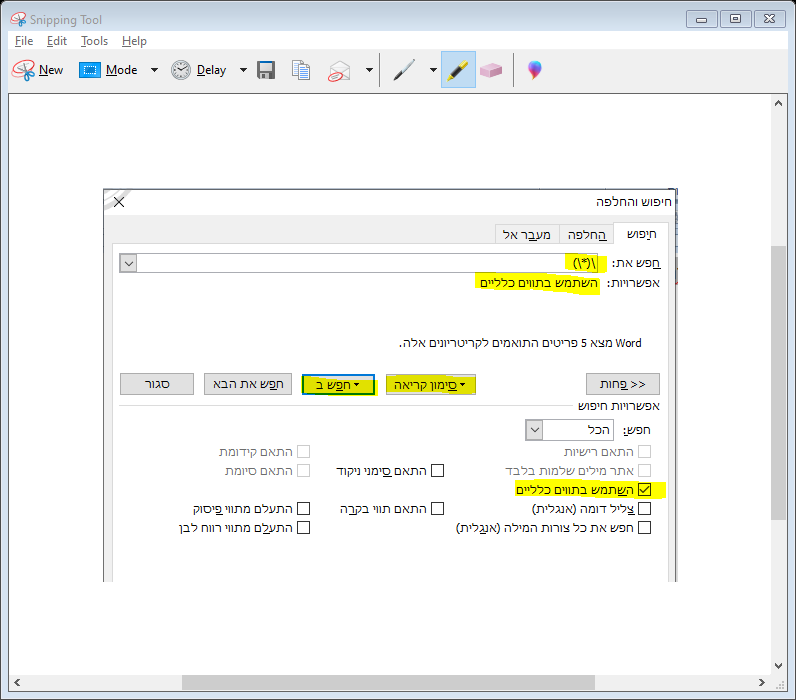 Snipping Tool
File Edit Tools Help
New Mode Delay
חיפוש והחלפה
חיפוש החלפה מעבר אל
חפש את: \(*\)
אפשרויות: השתמש בתווים כלליים
Word מצא 5 פריטים התואמים לקריטריונים אלה.
<< פחות סימון קריאה חפש ב חפש את הבא סגור
אפשרויות חיפוש
חפש: הכל
התאם רישיות התאם קידומת
אתר מילים שלמות בלבד התאם סימני ניקוד התאם סיומת
השתמש בתווים כלליים
צליל דומה (אנגלית) התאם תווי בקרה התעלם מתווי פיסוק
חפש את כל צורות המילה (אנגלית) התעלם מתווי רווח לבן